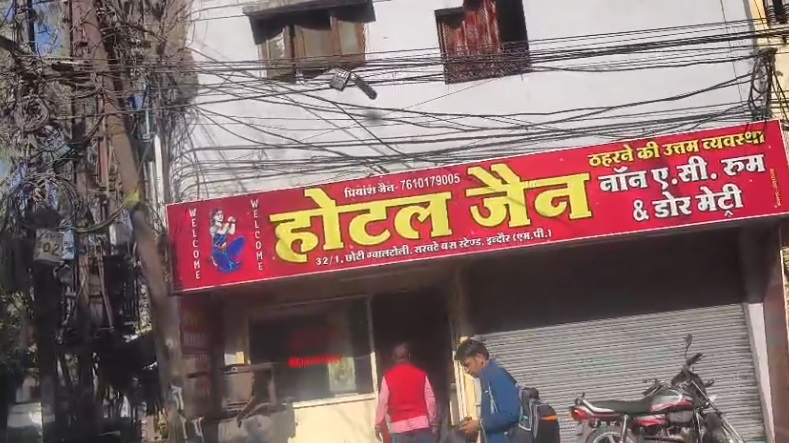 WELCOME
WELCOME
प्रियांश जैन- 7610179005
होटल जैन
32/1, छोटी ग्वालटोली, सरवटे बस स्टेण्ड, इन्दौर (एम.पी.)
ठहरने की उत्तम व्यवस्था
नॉन ए.सी. रुम
& डोर मेट्री